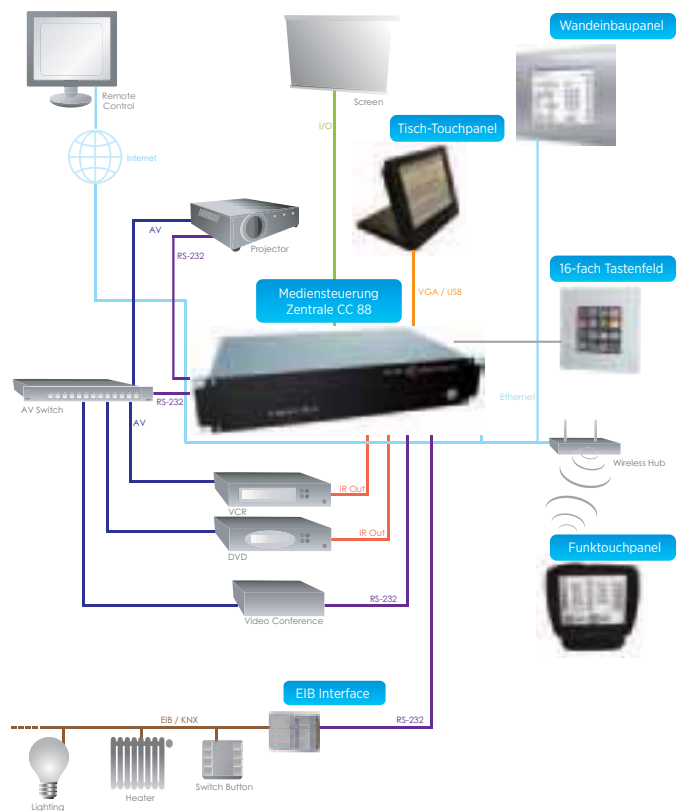 Wandeinbaupanel
Remote
Control
Screen
I/O
Tisch-Touchpanel
Internet
AV
Projector
RS-232
16-fach Tastenfeld
Mediensteuerung
Zentrale CC 88
VGA / USB
RS-232
AV Switch
Ethernet
AV
Wireless Hub
IR Out
VCR
IR Out
DVD
Funktouchpanel
RS-232
Video Conference
EIB Interface
EIB / KNX
RS-232
Switch Button
Heater
Lighting